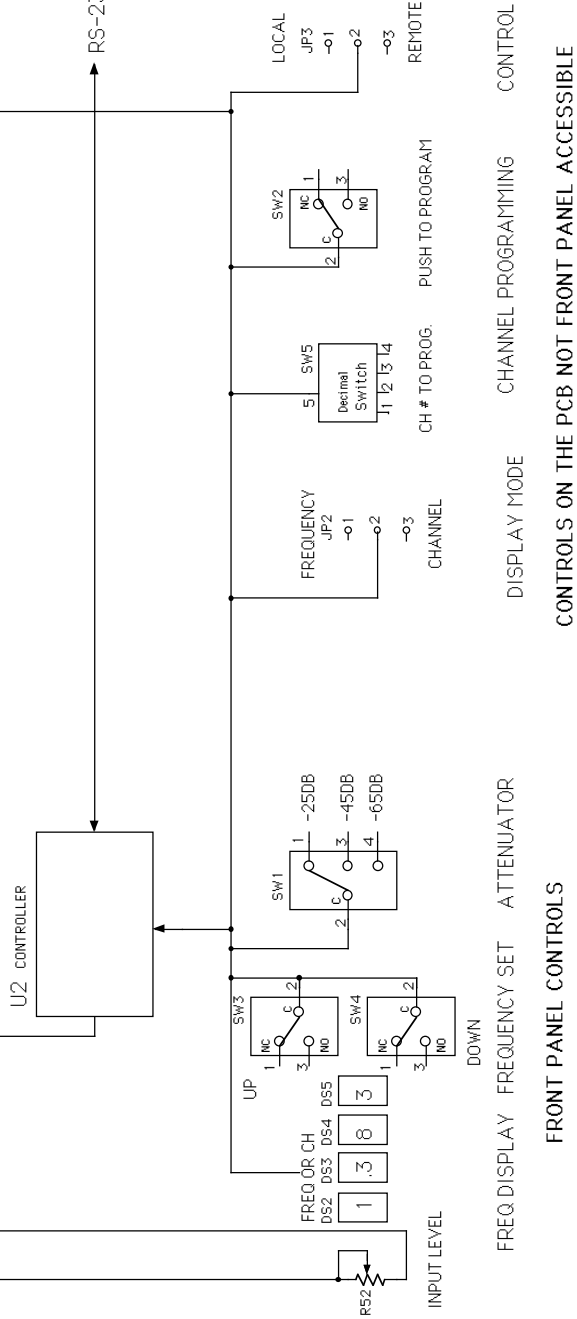 RS-23
U2 CONTROLLER
INPUT LEVEL
R52
FREQ OR CH
DS2 DS3 DS4 DS5
1 .3 8 3
FREQ DISPLAY
UP
SW3
NC
C
NO
1
2
3
SW4
NC
C
NO
1
2
3
DOWN
FREQUENCY SET
SW1
C
2
1
3
4
-25DB
-45DB
-65DB
ATTENUATOR
FRONT PANEL CONTROLS
FREQUENCY
JP2
1
2
3
CHANNEL
DISPLAY MODE
SW5
5
Decimal
Switch
1 2 3 4
CH # TO PROG.
SW2
NC
C
NO
1
2
3
PUSH TO PROGRAM
CHANNEL PROGRAMMING
LOCAL
JP3
1
2
3
REMOTE
CONTROL
CONTROLS ON THE PCB NOT FRONT PANEL ACCESSIBLE